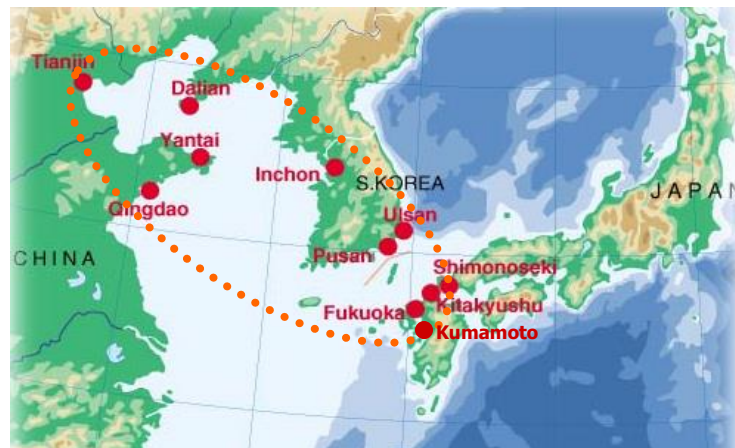 Tianjin
Dalian
Yantai
Inchon
S.KOREA
JAPAN
Qingdao
Ulsan
Pusan
CHINA
Shimonoseki
Kitakyushu
Fukuoka
Kumamoto